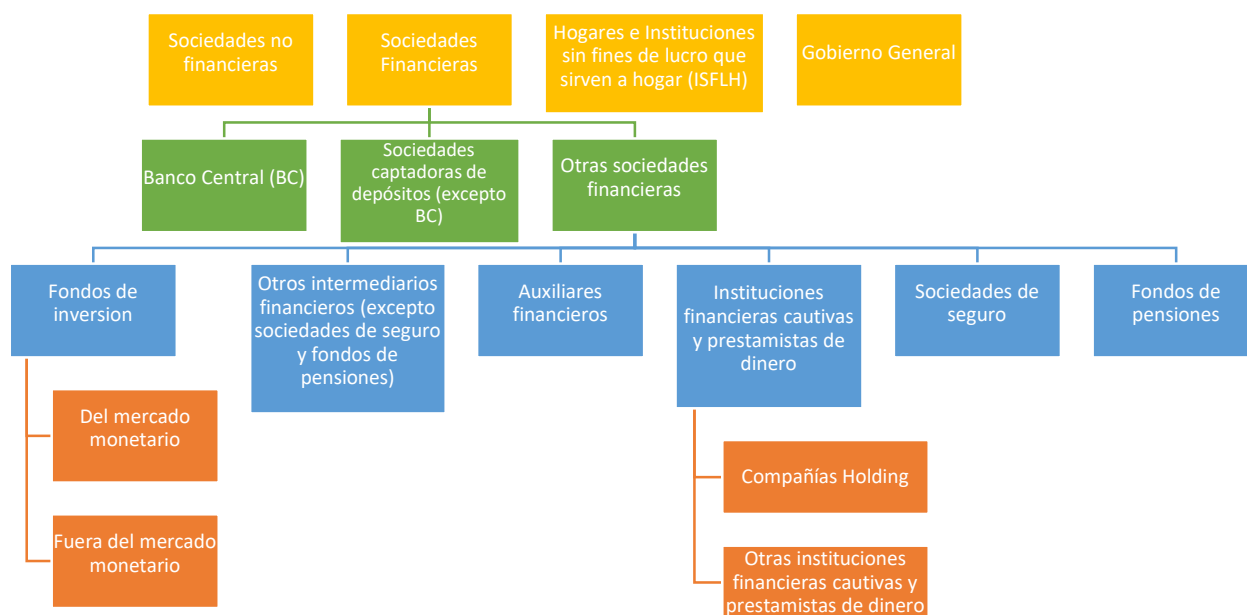 Sociedades no
financieras
Sociedades
Financieras
Hogares e Instituciones
sin fines de lucro que
sirven a hogar (ISFLH)
Gobierno General
Banco Central (BC)
Sociedades
captadoras de
depósitos (excepto
BC)
Otras sociedades
financieras
Fondos de
inversion
Otros intermediarios
financieros (excepto
sociedades de seguro
y fondos de
pensiones)
Auxiliares
financieros
Instituciones
financieras cautivas
y prestamistas de
dinero
Sociedades de
seguro
Fondos de
pensiones
Del mercado
monetario
Fuera del mercado
monetario
Compañías Holding
Otras instituciones
financieras cautivas y
prestamistas de dinero